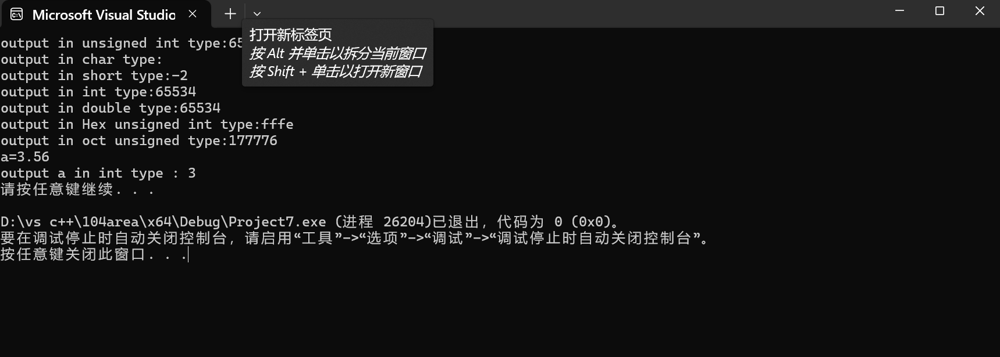 Microsoft Visual Studio
打开新标签页
按 Alt 并单击以拆分当前窗口
按 Shift + 单击以打开新窗口
output in unsigned int type:65
output in char type:
output in short type:-2
output in int type:65534
output in double type:65534
output in Hex unsigned int type:fffe
output in oct unsigned type:177776
a=3.56
output a in int type : 3
请按任意键继续. . .
D:\vs c++\104area\x64\Debug\Project7.exe (进程 26204)已退出，代码为 0 (0x0)。
要在调试停止时自动关闭控制台，请启用“工具”->“选项”->“调试”->“调试停止时自动关闭控制台”。
按任意键关闭此窗口. . .